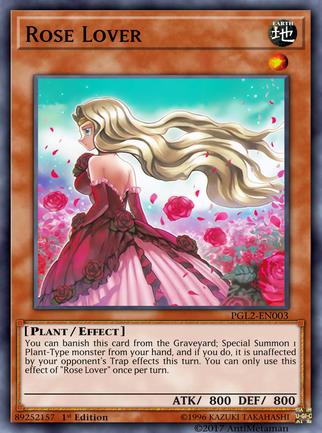 ROSE LOVER
EARTH
地
PGL2-EN003
[PLANT / EFFECT]
You can banish this card from the Graveyard; Special Summon 1
Plant-Type monster from your hand, and if you do, it is unaffected
by your opponent's Trap effects this turn. You can only use this
effect of "Rose Lover" once per turn.
ATK/ 800 DEF/ 800
89252157 1st Edition ©1996 KAZUKI TAKAHASHI
©2017 AntiMetaman